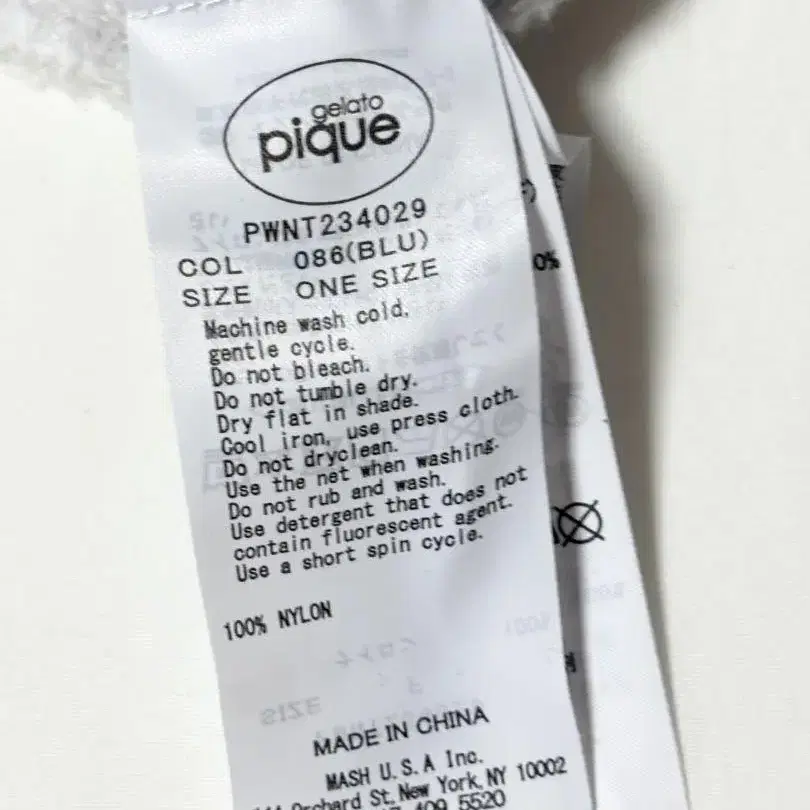 gelato
pique
PWNT234029
COL 086(BLU)
SIZE ONE SIZE
Machine wash cold,
gentle cycle.
Do not bleach.
Do not tumble dry.
Dry flat in shade.
Cool iron, use press cloth.
Do not dryclean.
Use the net when washing.
Do not rub and wash.
Use detergent that does not
contain fluorescent agent.
Use a short spin cycle.
100% NYLON
MADE IN CHINA
MASH U.S.A Inc.
Orchard St, New York, NY 10002
409 5520
0%